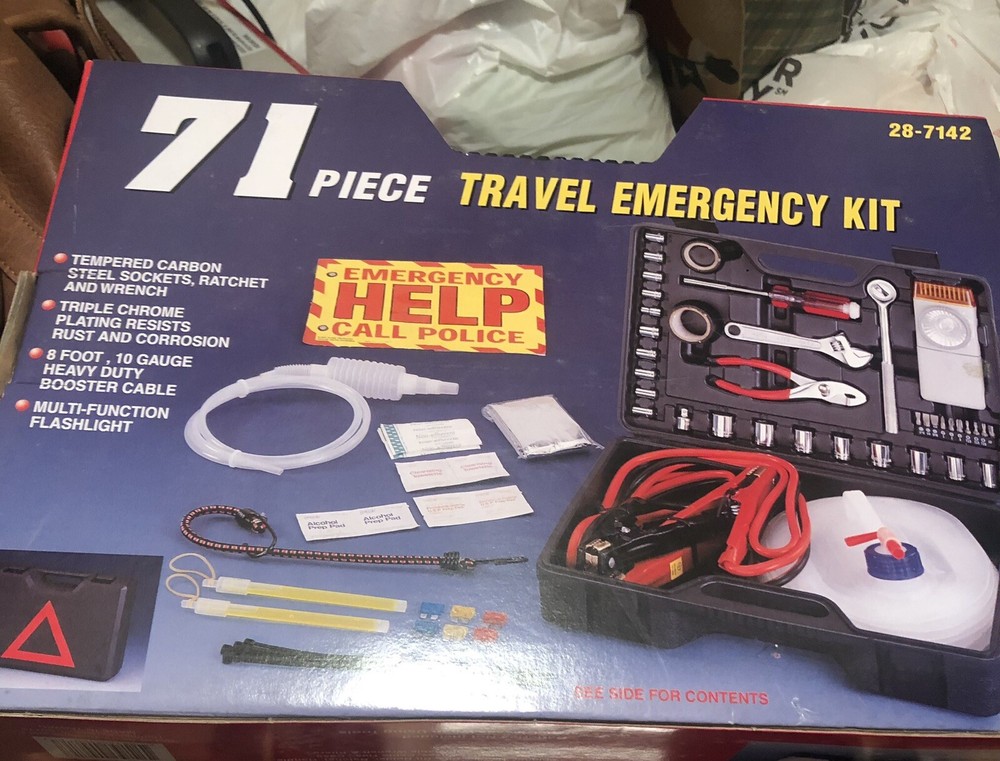 28-7142
71 PIECE TRAVEL EMERGENCY KIT
TEMPERED CARBON
STEEL SOCKETS, RATCHET
AND WRENCH
TRIPLE CHROME
PLATING RESISTS
RUST AND CORROSION
8 FOOT , 10 GAUGE
HEAVY DUTY
BOOSTER CABLE
MULTI-FUNCTION
FLASHLIGHT
EMERGENCY
HELP
CALL POLICE
Alcohol
Prep Pad
Alcohol
Prep Pad
SEE SIDE FOR CONTENTS